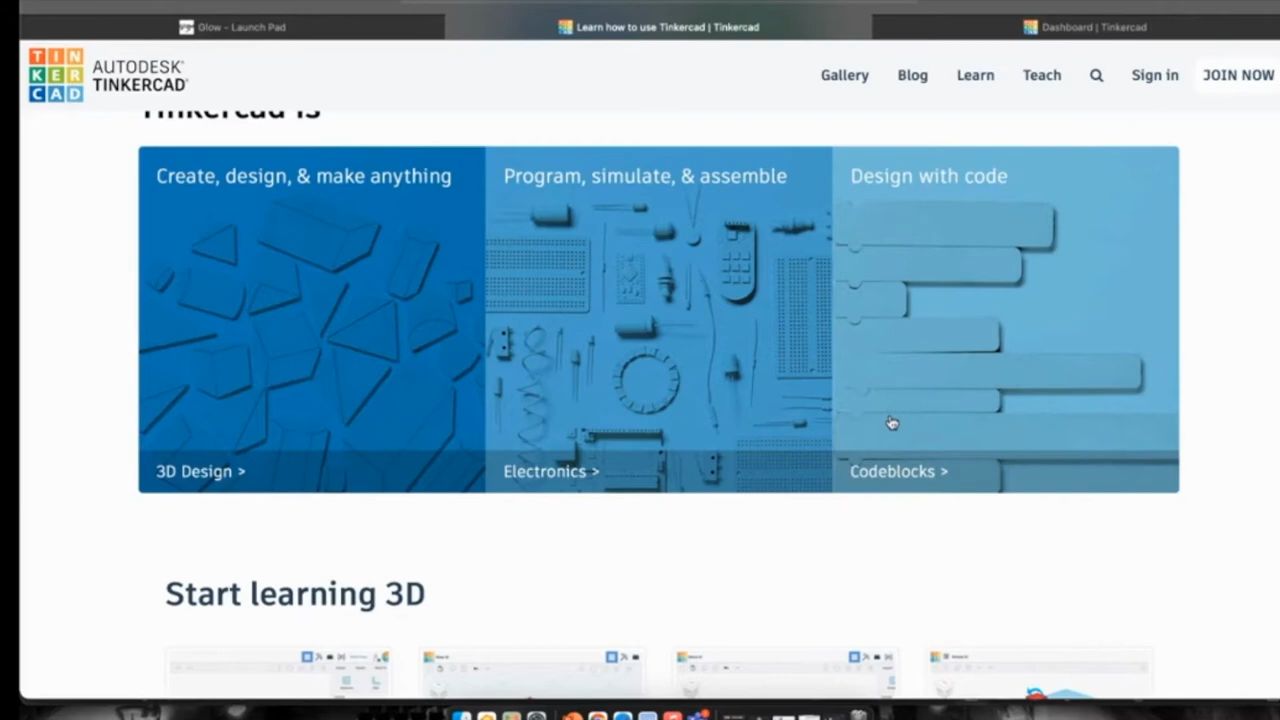 Glow - Launch Pad
Learn how to use Tinkercad | Tinkercad
Dashboard | Tinkercad
TIN
KER
CAD
AUTODESK®
TINKERCAD®
Gallery
Blog
Learn
Teach
Sign in
JOIN NOW
Tinkercad is
Create, design, & make anything
Program, simulate, & assemble
Design with code
3D Design >
Electronics >
Codeblocks >
Start learning 3D